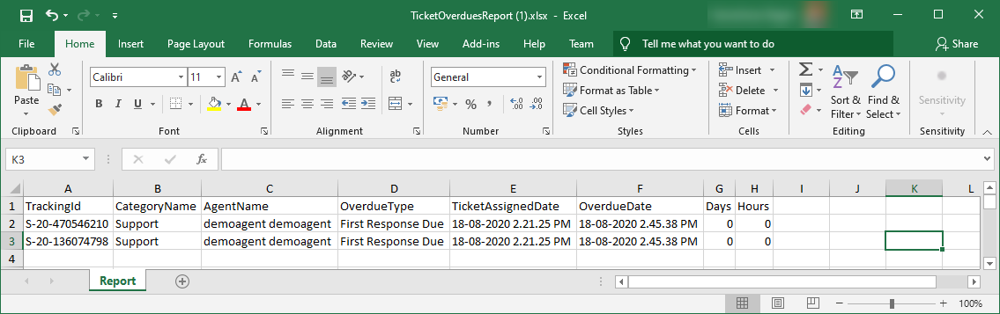 TicketOverduesReport (1).xlsx - Excel
File Home Insert Page Layout Formulas Data Review View Add-ins Help Team Tell me what you want to do Share
Calibri 11 A A ab c General Conditional Formatting Insert Σ A Z
Paste Format as Table Delete Sort & Filter Find & Select Sensitivity
B I U A % , .00 .0 Cell Styles Format
Clipboard Font Alignment Number Styles Cells Editing Sensitivity
K3 fx
A B C D E F G H I J K L
1 TrackingId CategoryName AgentName OverdueType TicketAssignedDate OverdueDate Days Hours
2 S-20-470546210 Support demoagent demoagent First Response Due 18-08-2020 2.21.25 PM 18-08-2020 2.45.38 PM 0 0
3 S-20-136074798 Support demoagent demoagent First Response Due 18-08-2020 2.21.25 PM 18-08-2020 2.45.38 PM 0 0
4
Report
100%